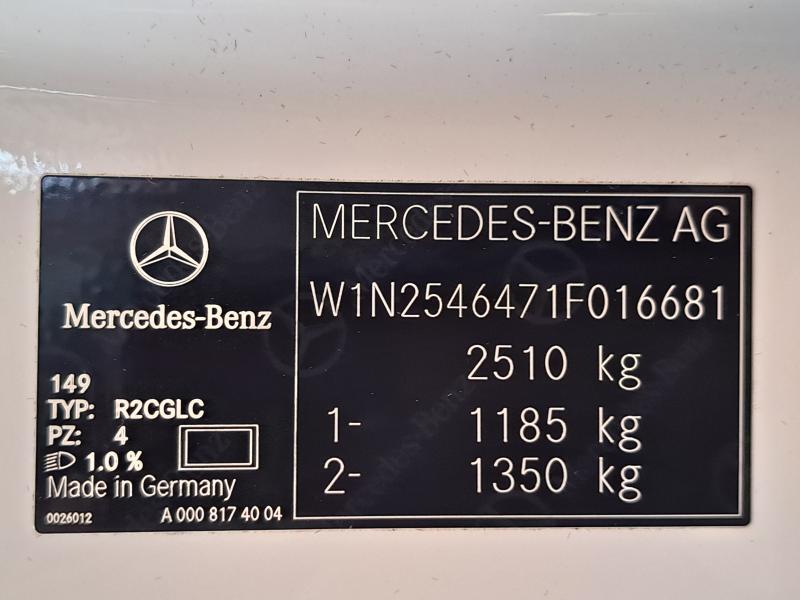 Mercedes-Benz
149
TYP: R2CGLC
PZ: 4
1.0 %
Made in Germany
0026012 A 000 817 40 04
MERCEDES-BENZ AG
W1N2546471F016681
2510 kg
1- 1185 kg
2- 1350 kg